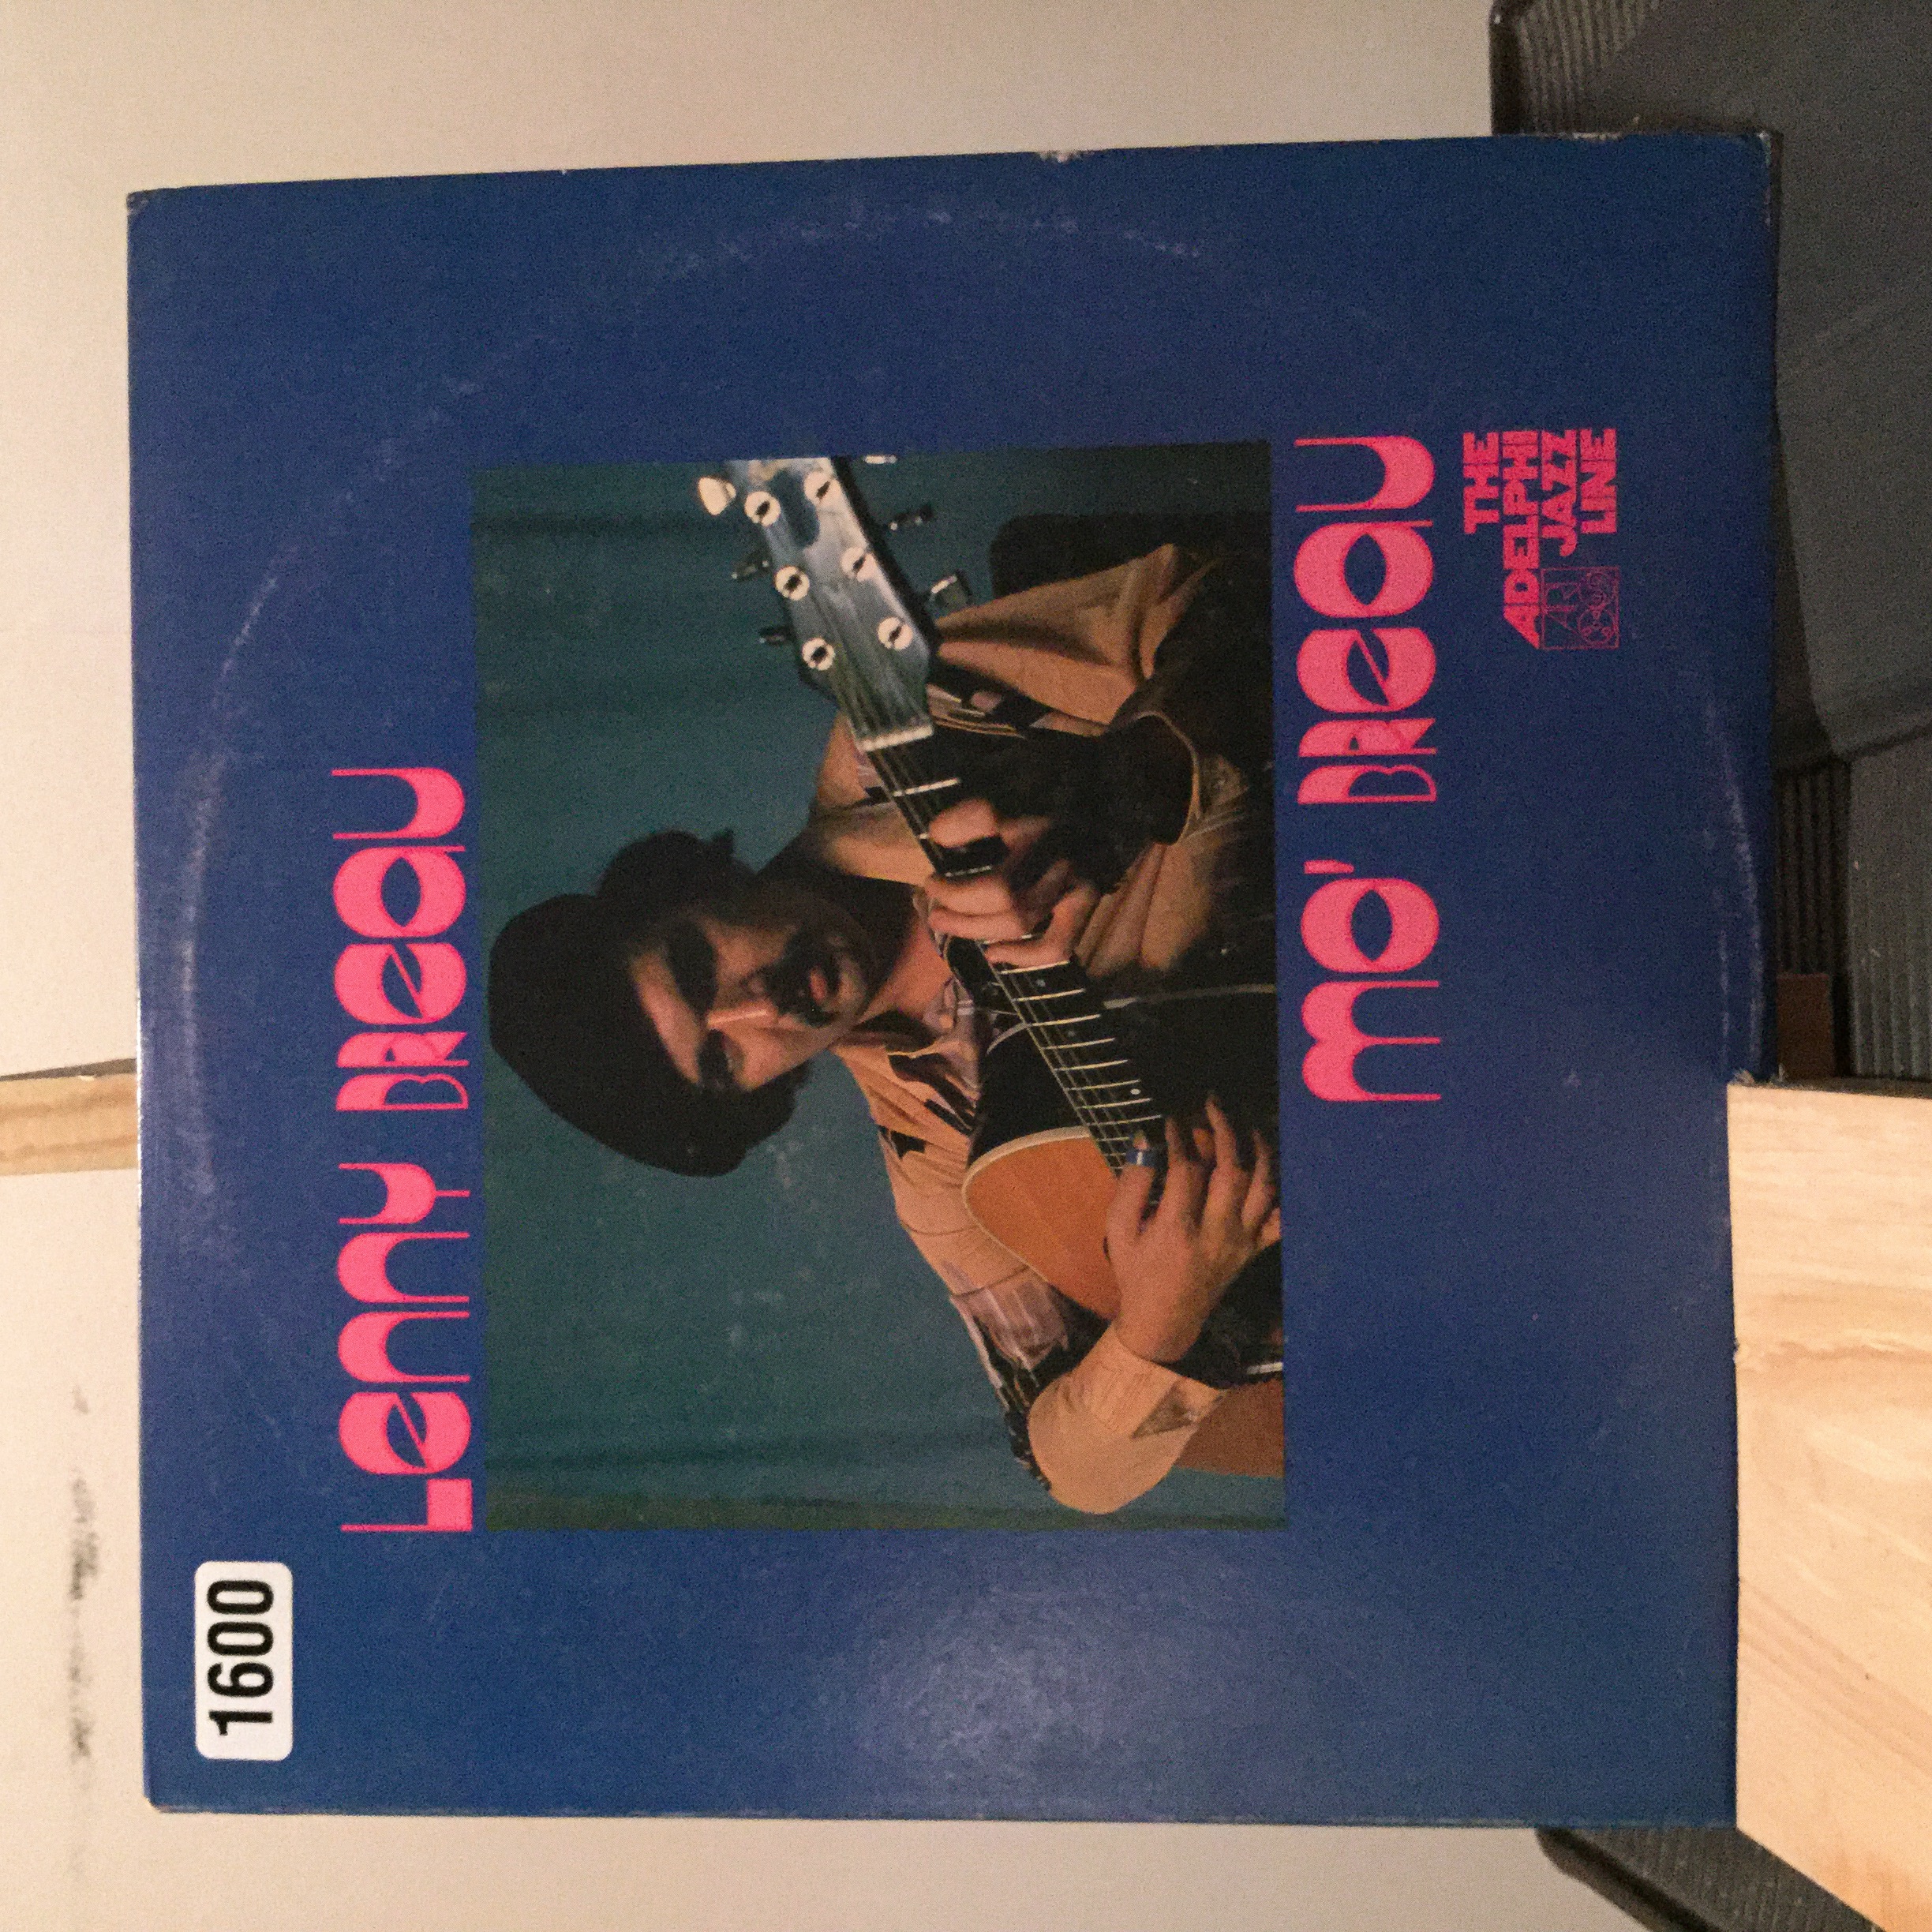 1600
Lenny Breau
Mo' Breau
THE
ADELPHI
JAZZ
LINE